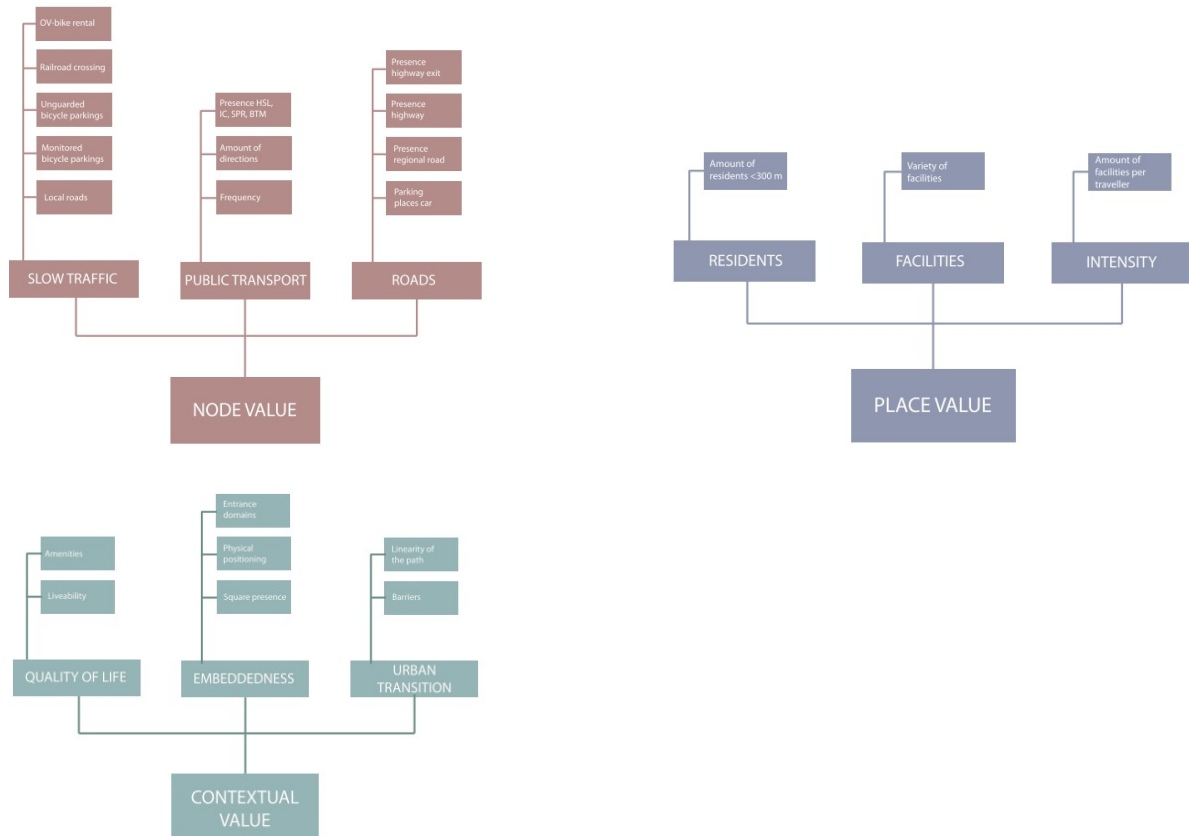 OV-bike rental
Railroad crossing
Unguarded
bicycle parkings
Monitored
bicycle parkings
Local roads
SLOW TRAFFIC
Presence HSL,
IC, SPR, BTM
Amount of
directions
Frequency
PUBLIC TRANSPORT
Presence
highway exit
Presence
highway
Presence
regional road
Parking
places car
ROADS
NODE VALUE
Amount of
residents <300 m
RESIDENTS
Variety of
facilities
FACILITIES
Amount of
facilities per
traveller
INTENSITY
PLACE VALUE
Amenities
Liveability
QUALITY OF LIFE
Entrance
domains
Physical
positioning
Square presence
EMBEDDEDNESS
Linearity of
the path
Barriers
URBAN
TRANSITION
CONTEXTUAL
VALUE